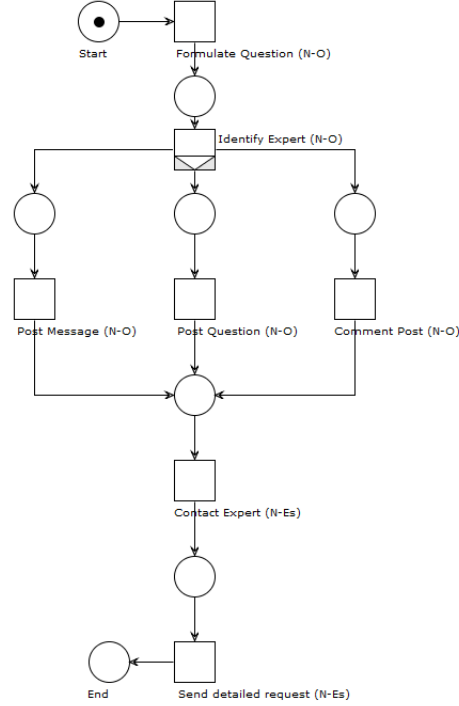 Start
Formulate Question (N-O)
Identify Expert (N-O)
Post Message (N-O)
Post Question (N-O)
Comment Post (N-O)
Contact Expert (N-Es)
End
Send detailed request (N-Es)